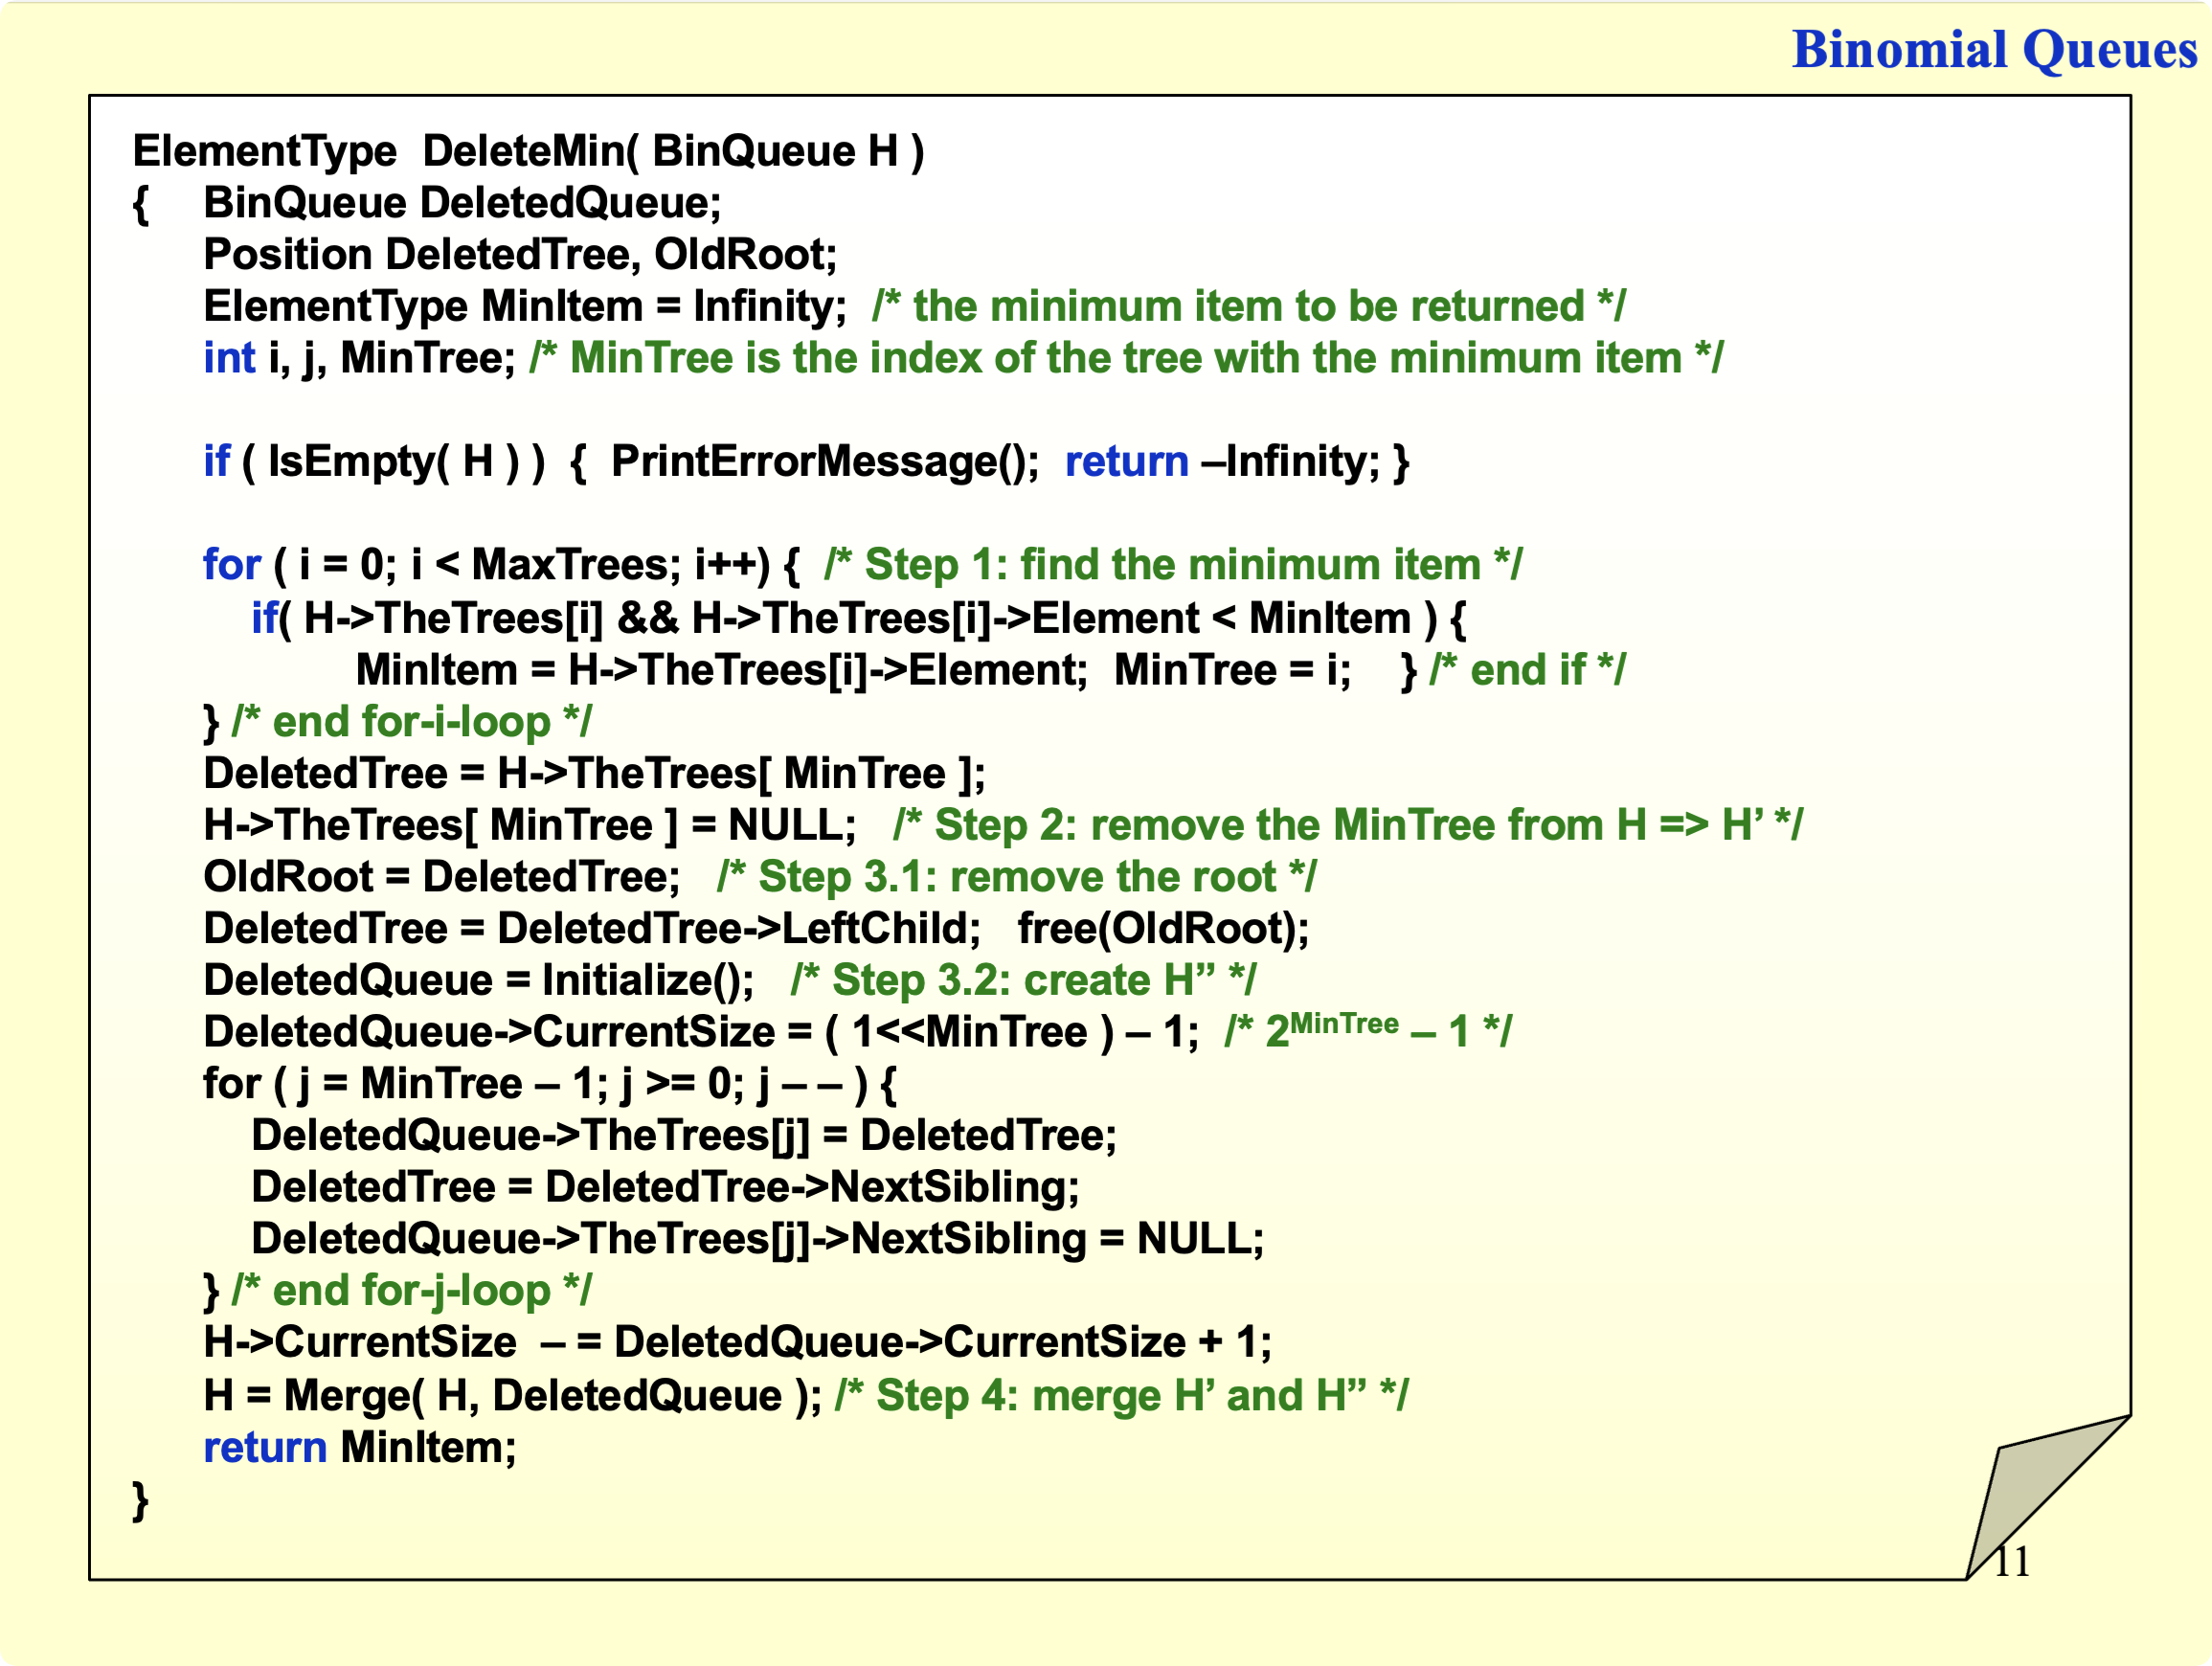 Binomial Queues
ElementType DeleteMin( BinQueue H )
{ BinQueue DeletedQueue;
Position DeletedTree, OldRoot;
ElementType MinItem = Infinity; /* the minimum item to be returned */
int i, j, MinTree; /* MinTree is the index of the tree with the minimum item */
if ( IsEmpty( H ) ) { PrintErrorMessage(); return –Infinity; }
for ( i = 0; i < MaxTrees; i++) { /* Step 1: find the minimum item */
if( H->TheTrees[i] && H->TheTrees[i]->Element < MinItem ) {
MinItem = H->TheTrees[i]->Element; MinTree = i; } /* end if */
} /* end for-i-loop */
DeletedTree = H->TheTrees[ MinTree ];
H->TheTrees[ MinTree ] = NULL; /* Step 2: remove the MinTree from H => H’ */
OldRoot = DeletedTree; /* Step 3.1: remove the root */
DeletedTree = DeletedTree->LeftChild; free(OldRoot);
DeletedQueue = Initialize(); /* Step 3.2: create H” */
DeletedQueue->CurrentSize = ( 1<<MinTree ) – 1; /* 2^MinTree – 1 */
for ( j = MinTree – 1; j >= 0; j – – ) {
DeletedQueue->TheTrees[j] = DeletedTree;
DeletedTree = DeletedTree->NextSibling;
DeletedQueue->TheTrees[j]->NextSibling = NULL;
} /* end for-j-loop */
H->CurrentSize – = DeletedQueue->CurrentSize + 1;
H = Merge( H, DeletedQueue ); /* Step 4: merge H’ and H” */
return MinItem;
}
11